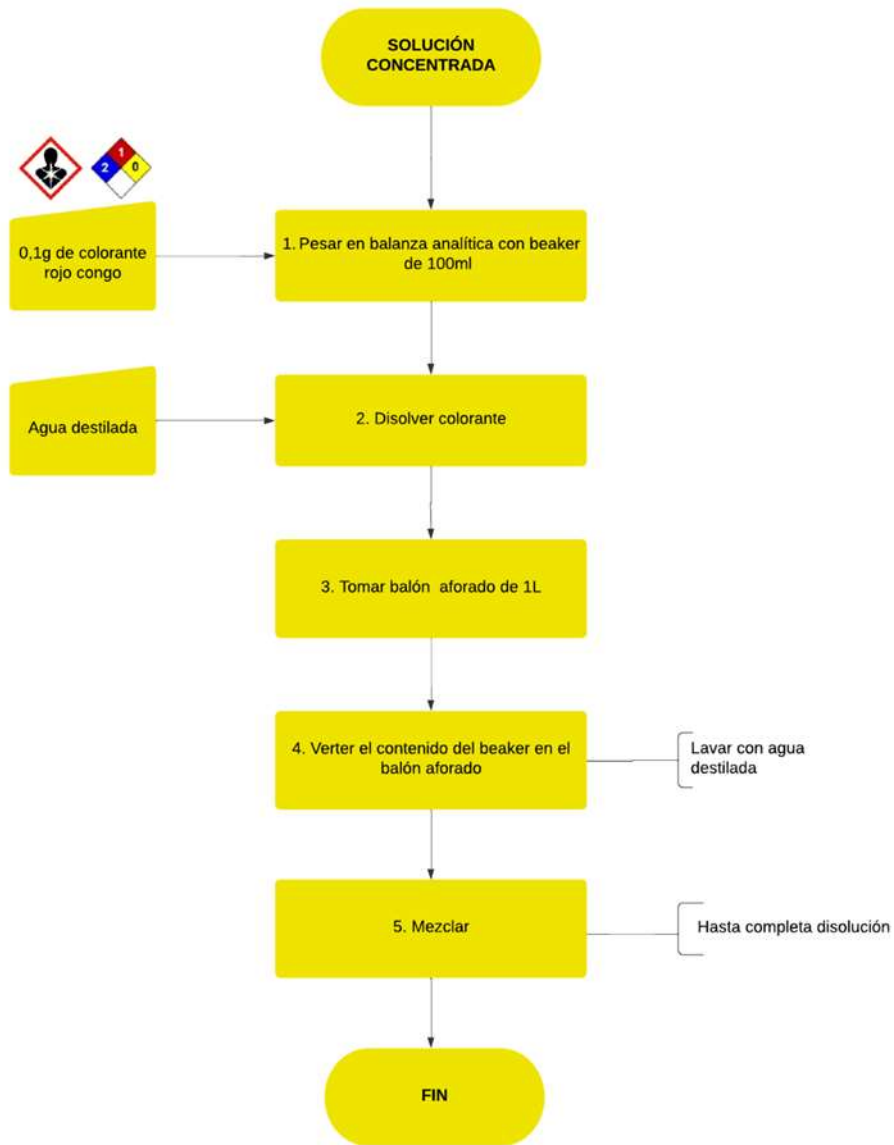 SOLUCIÓN
CONCENTRADA
1
2
0
0,1g de colorante
rojo congo
1. Pesar en balanza analítica con beaker
de 100ml
Agua destilada
2. Disolver colorante
3. Tomar balón aforado de 1L
4. Verter el contenido del beaker en el
balón aforado
Lavar con agua
destilada
5. Mezclar
Hasta completa disolución
FIN